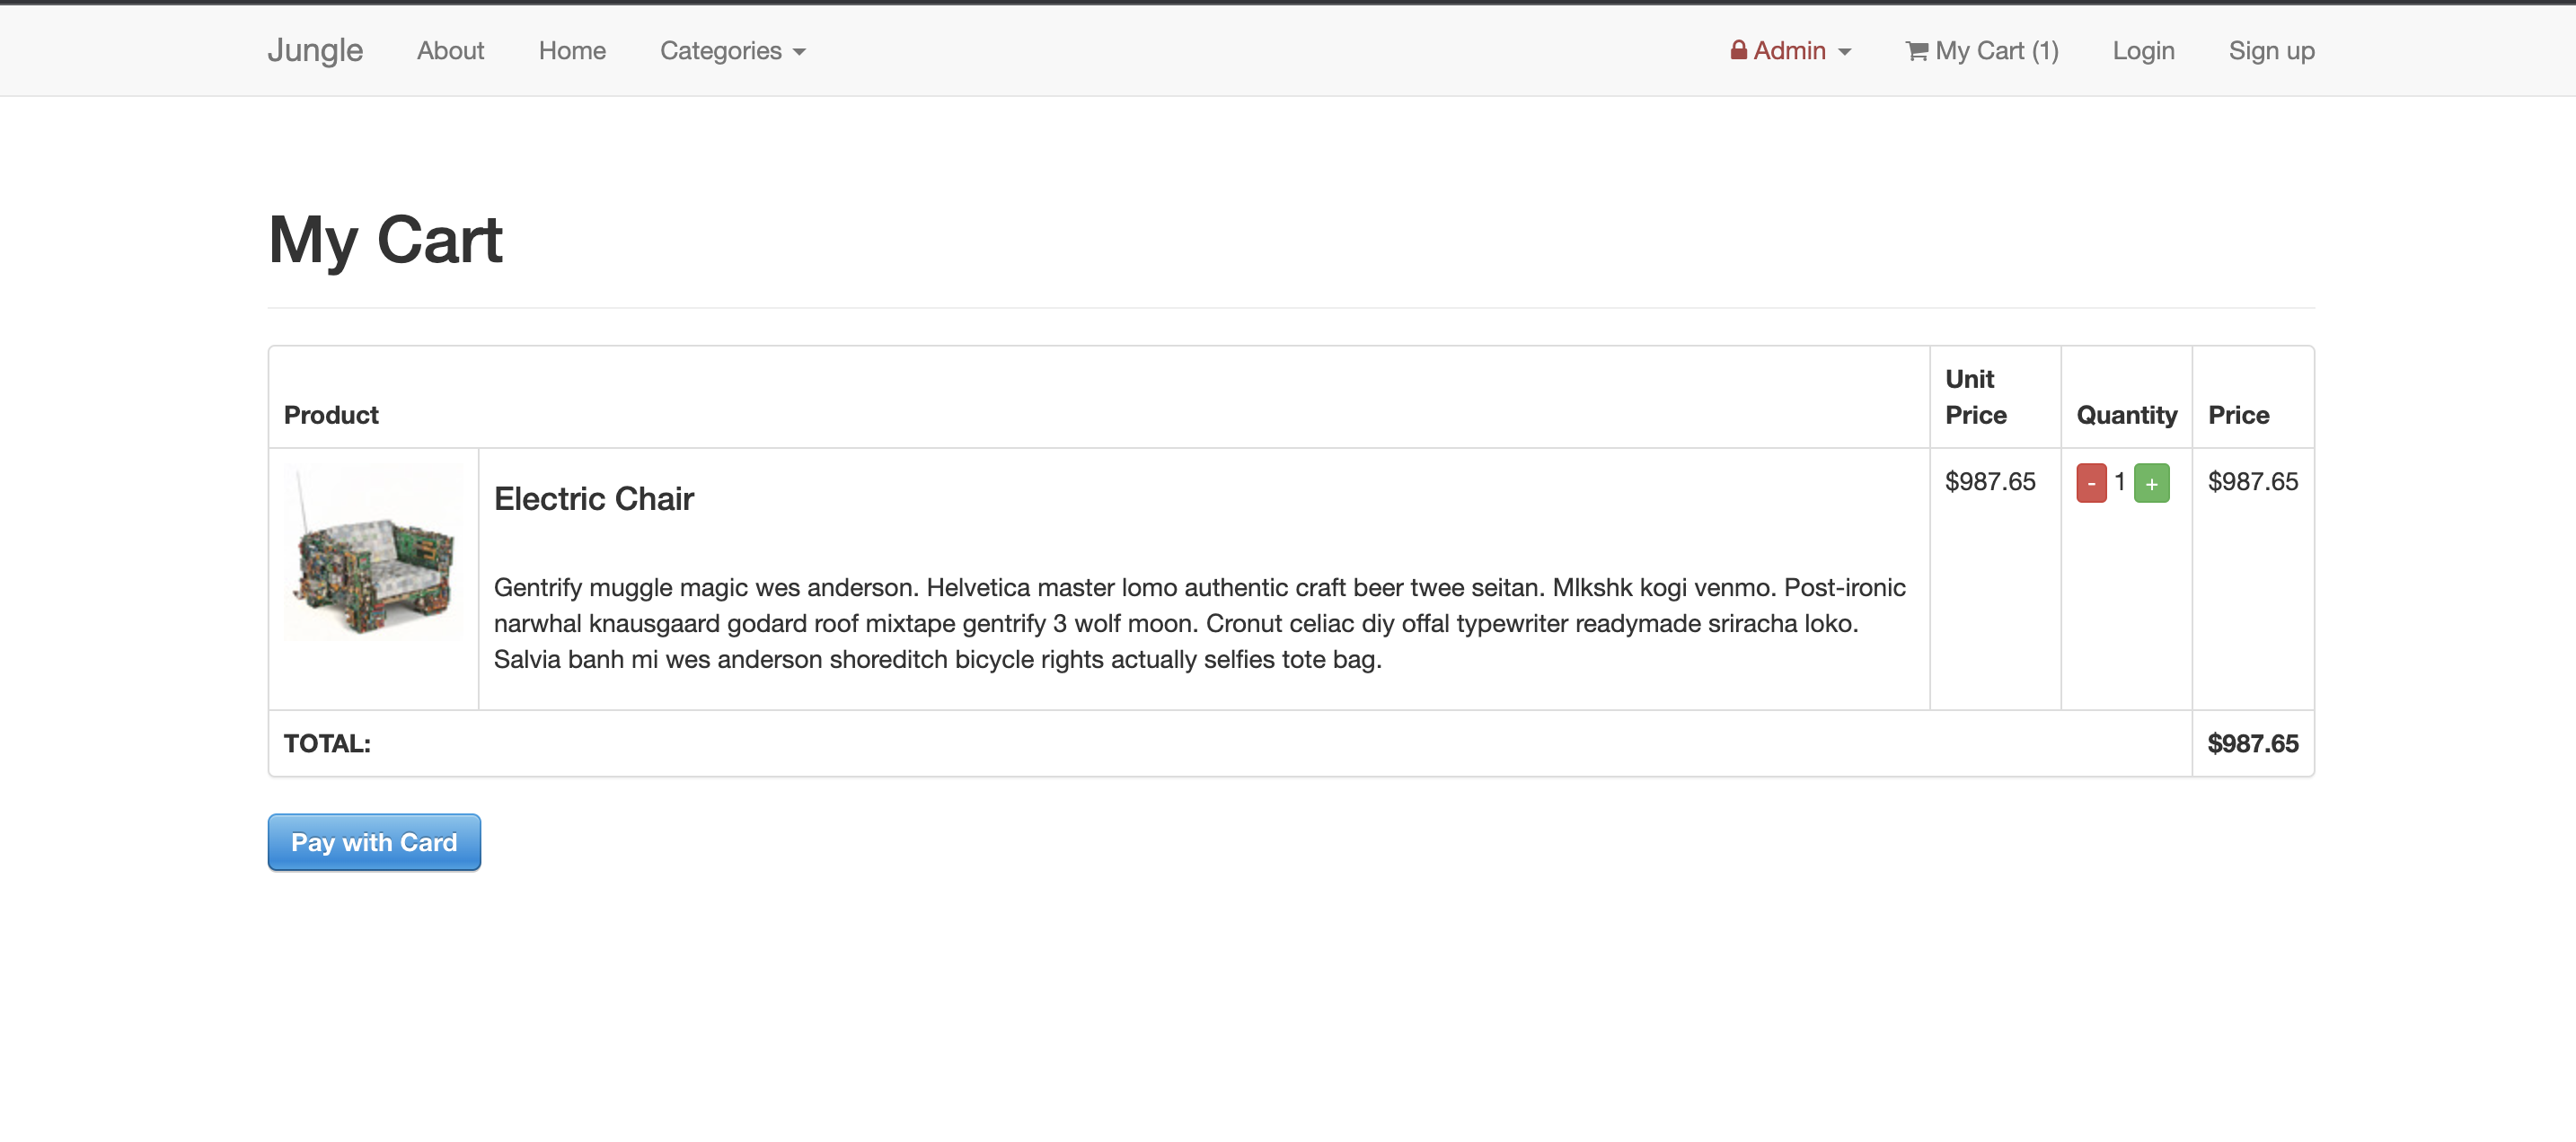 Jungle About Home Categories Admin My Cart (1) Login Sign up
My Cart
Product Unit Price Quantity Price
Electric Chair $987.65 - 1 + $987.65
Gentrify muggle magic wes anderson. Helvetica master lomo authentic craft beer twee seitan. Mlkshk kogi venmo. Post-ironic
narwhal knausgaard godard roof mixtape gentrify 3 wolf moon. Cronut celiac diy offal typewriter readymade sriracha loko.
Salvia banh mi wes anderson shoreditch bicycle rights actually selfies tote bag.
TOTAL: $987.65
Pay with Card